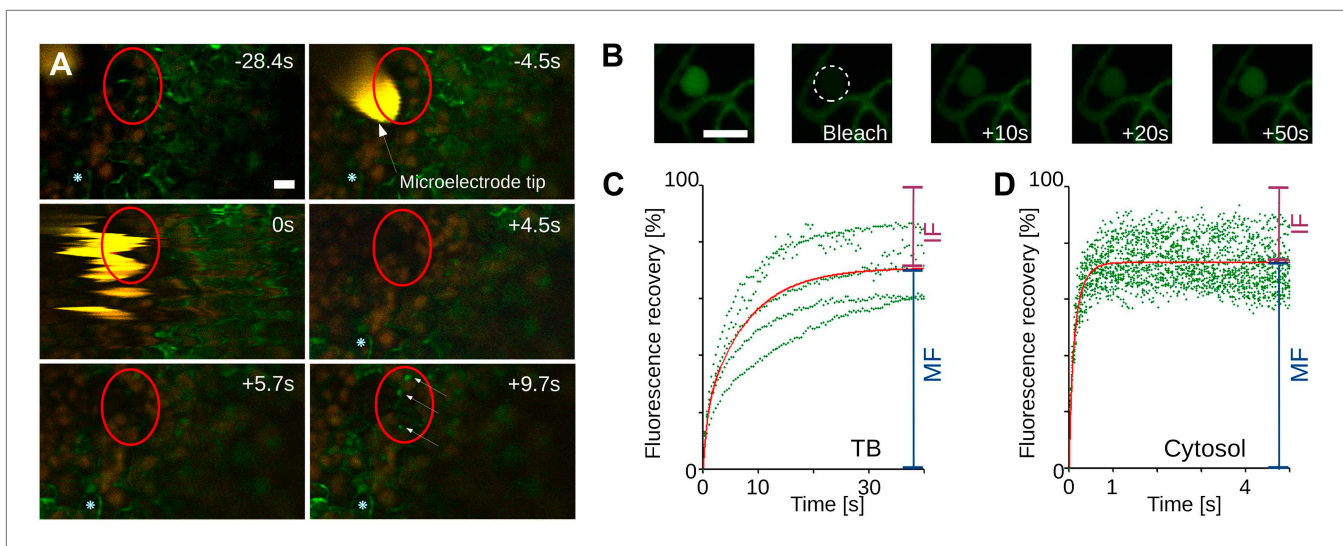 A
-28.4s
-4.5s
Microelectrode tip
0s
+4.5s
+5.7s
+9.7s
B
Bleach
+10s
+20s
+50s
C
100
Fluorescence recovery [%]
0
IF
MF
TB
0 10 30
Time [s]
D
100
Fluorescence recovery [%]
0
IF
MF
Cytosol
0 1 4
Time [s]